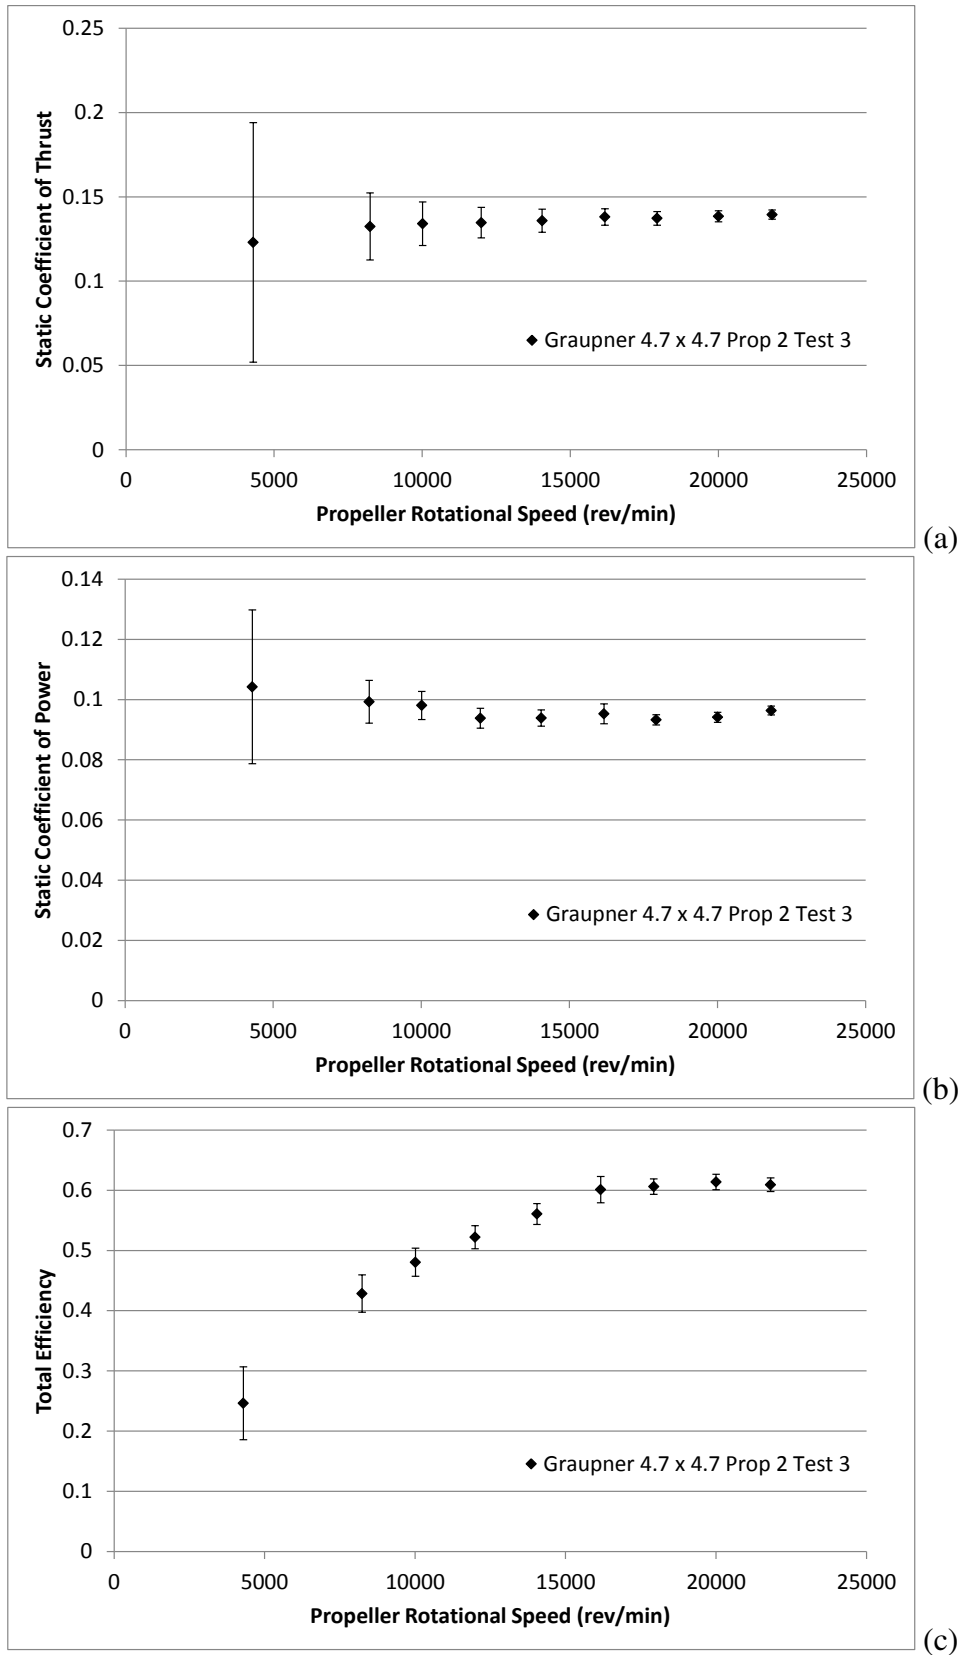 0.25
0.2
0.15
0.1
0.05
0
Static Coefficient of Thrust
Graupner 4.7 x 4.7 Prop 2 Test 3
0 5000 10000 15000 20000 25000
Propeller Rotational Speed (rev/min)
(a)
0.14
0.12
0.1
0.08
0.06
0.04
0.02
0
Static Coefficient of Power
Graupner 4.7 x 4.7 Prop 2 Test 3
0 5000 10000 15000 20000 25000
Propeller Rotational Speed (rev/min)
(b)
0.7
0.6
0.5
0.4
0.3
0.2
0.1
0
Total Efficiency
Graupner 4.7 x 4.7 Prop 2 Test 3
0 5000 10000 15000 20000 25000
Propeller Rotational Speed (rev/min)
(c)